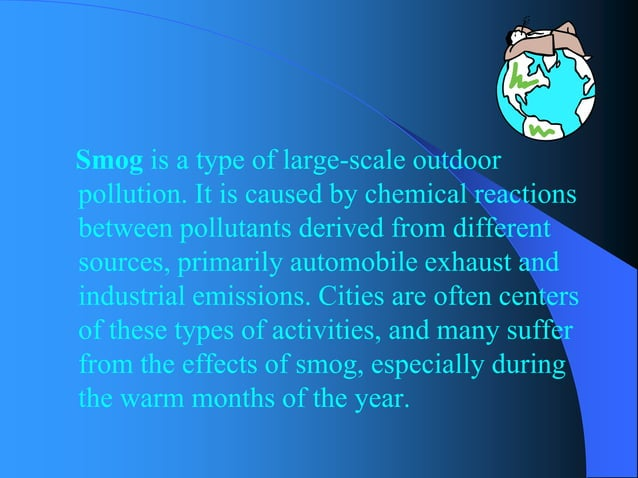 Smog is a type of large-scale outdoor
pollution. It is caused by chemical reactions
between pollutants derived from different
sources, primarily automobile exhaust and
industrial emissions. Cities are often centers
of these types of activities, and many suffer
from the effects of smog, especially during
the warm months of the year.